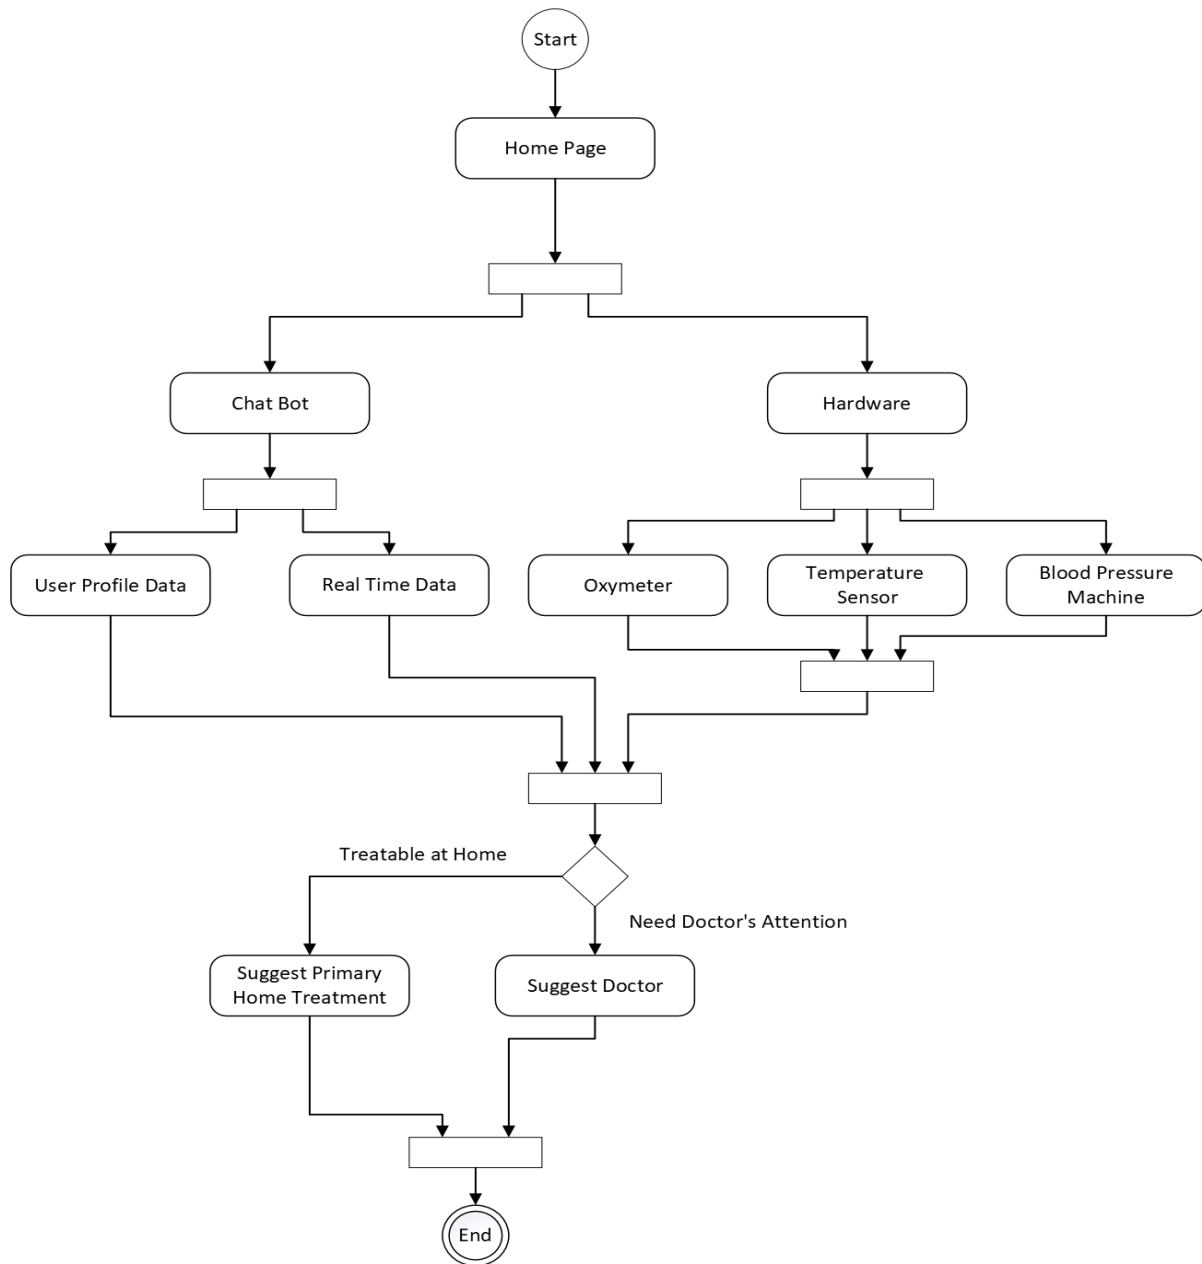 Start
Home Page
Chat Bot
Hardware
User Profile Data
Real Time Data
Oxymeter
Temperature
Sensor
Blood Pressure
Machine
Treatable at Home
Need Doctor's Attention
Suggest Primary
Home Treatment
Suggest Doctor
End